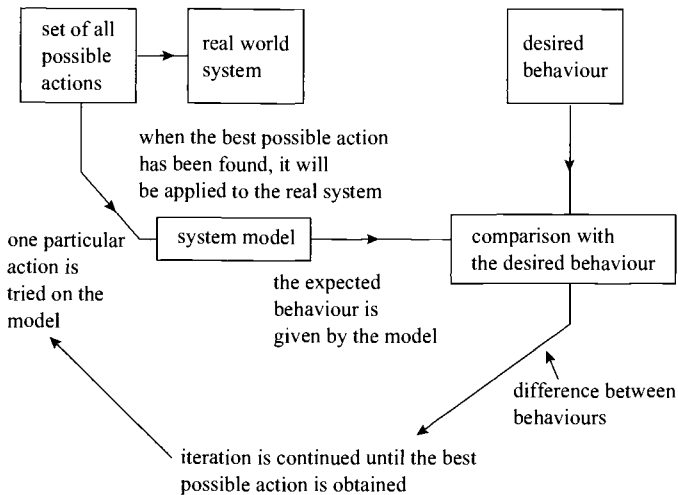 set of all
possible
actions
real world
system
desired
behaviour
when the best possible action
has been found, it will
be applied to the real system
one particular
action is
tried on the
model
system model
the expected
behaviour is
given by the model
comparison with
the desired behaviour
difference between
behaviours
iteration is continued until the best
possible action is obtained